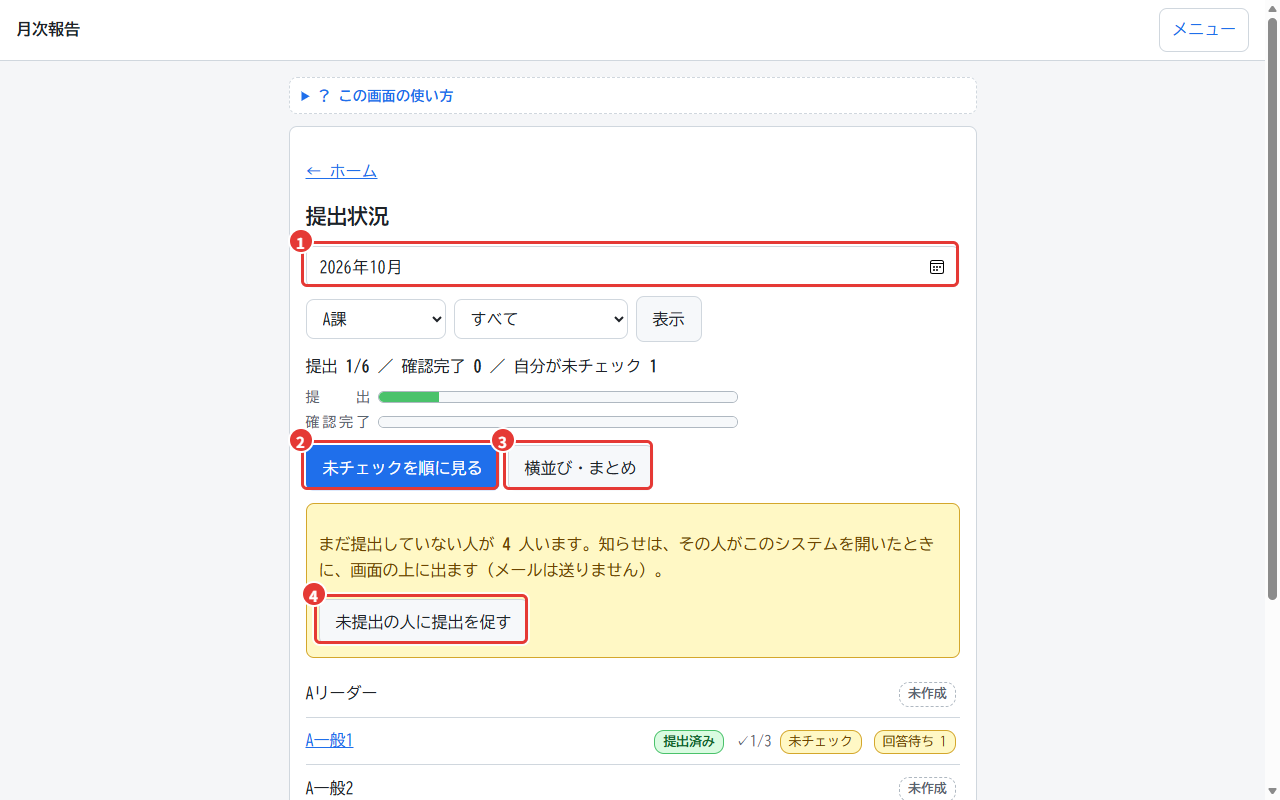 月次報告
メニュー
▶ ? この画面の使い方
← ホーム
提出状況
1
2026年10月
A課 すべて 表示
提出 1/6 ／ 確認完了 0 ／ 自分が未チェック 1
提 出
確認完了
2 3
未チェックを順に見る 横並び・まとめ
まだ提出していない人が 4 人います。知らせは、その人がこのシステムを開いたとき
に、画面の上に出ます（メールは送りません）。
4
未提出の人に提出を促す
Aリーダー 未作成
A一般1 提出済み ✓1/3 未チェック 回答待ち 1
A一般2 未作成